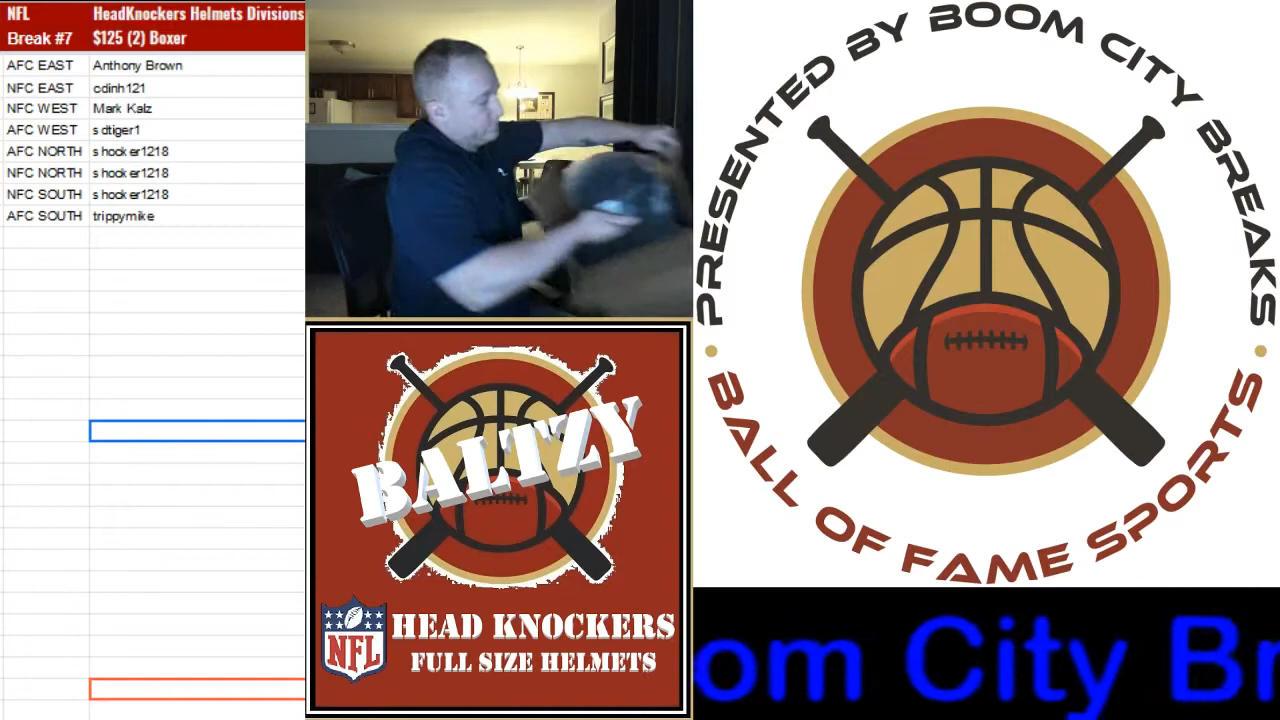 NFL HeadKnockers Helmets Divisions
Break #7 $125 (2) Boxer
AFC EAST Anthony Brown
NFC EAST cdinh121
NFC WEST Mark Kalz
AFC WEST sdtiger1
AFC NORTH shocker1218
NFC NORTH shocker1218
NFC SOUTH shocker1218
AFC SOUTH trippymike
BALTZY
NFL
HEAD KNOCKERS
FULL SIZE HELMETS
PRESENTED BY BOOM CITY BREAKS
BALL OF FAME SPORTS
om City Br